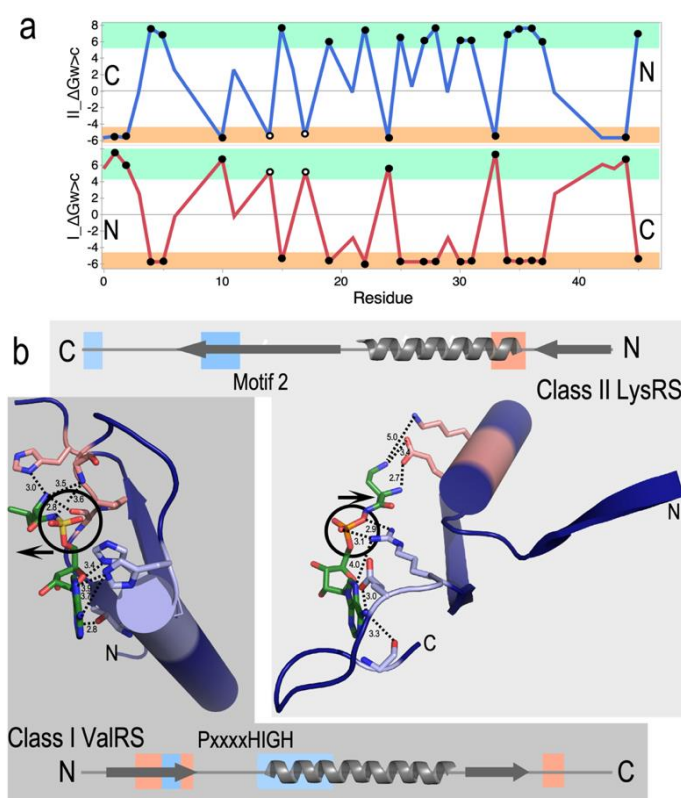 a
II_ΔGw>c
8
6
4
2
0
-2
-4
-6
C
N
I_ΔGw>c
8
6
4
2
0
-2
-4
-6
N
C
0
10
20
30
40
Residue
b
C
N
Motif 2
Class II LysRS
3.0
3.5
3.6
2.8
3.4
2.8
N
5.0
2.7
2.9
3.1
4.0
3.0
3.3
N
C
Class I ValRS
PxxxxHIGH
N
C